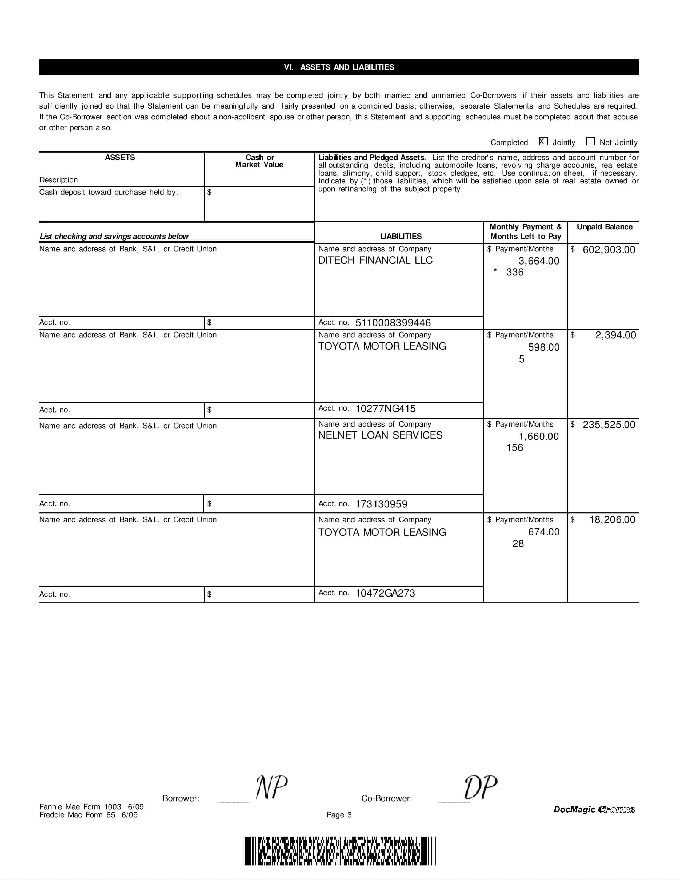 VI. ASSETS AND LIABILITIES
This Statement and any applicable supporting schedules may be completed jointly by both married and unmarried Co-Borrowers if their assets and liabilities are
sufficiently joined so that the Statement can be meaningfully and fairly presented on a combined basis; otherwise, separate Statements and Schedules are required.
If the Co-Borrower section was completed about a non-applicant spouse or other person, this Statement and supporting schedules must be completed about that spouse
or other person also.
Completed X Jointly Not Jointly
ASSETS
Cash or
Market Value
Description
Liabilities and Pledged Assets. List the creditor's name, address and account number for
all outstanding debts, including automobile loans, revolving charge accounts, real estate
loans, alimony, child support, stock pledges, etc. Use continuation sheet, if necessary.
Indicate by (*) those liabilities, which will be satisfied upon sale of real estate owned or
upon refinancing of the subject property.
Cash deposit toward purchase held by:
$
List checking and savings accounts below
LIABILITIES
Monthly Payment &
Months Left to Pay
Unpaid Balance
Name and address of Bank, S&L, or Credit Union
Name and address of Company
DITECH FINANCIAL LLC
$ Payment/Months
3,664.00
* 336
$ 602,903.00
Acct. no.
$
Acct. no. 5110008399446
Name and address of Bank, S&L, or Credit Union
Name and address of Company
TOYOTA MOTOR LEASING
$ Payment/Months
598.00
5
$ 2,394.00
Acct. no.
$
Acct. no. 10277NG415
Name and address of Bank, S&L, or Credit Union
Name and address of Company
NELNET LOAN SERVICES
$ Payment/Months
1,660.00
156
$ 235,525.00
Acct. no.
$
Acct. no. 173130959
Name and address of Bank, S&L, or Credit Union
Name and address of Company
TOYOTA MOTOR LEASING
$ Payment/Months
674.00
28
$ 18,206.00
Acct. no.
$
Acct. no. 10472GA273
Borrower: NP
Co-Borrower: DP
Fannie Mae Form 1003 6/09
Freddie Mac Form 65 6/09
Page 3
DocMagic